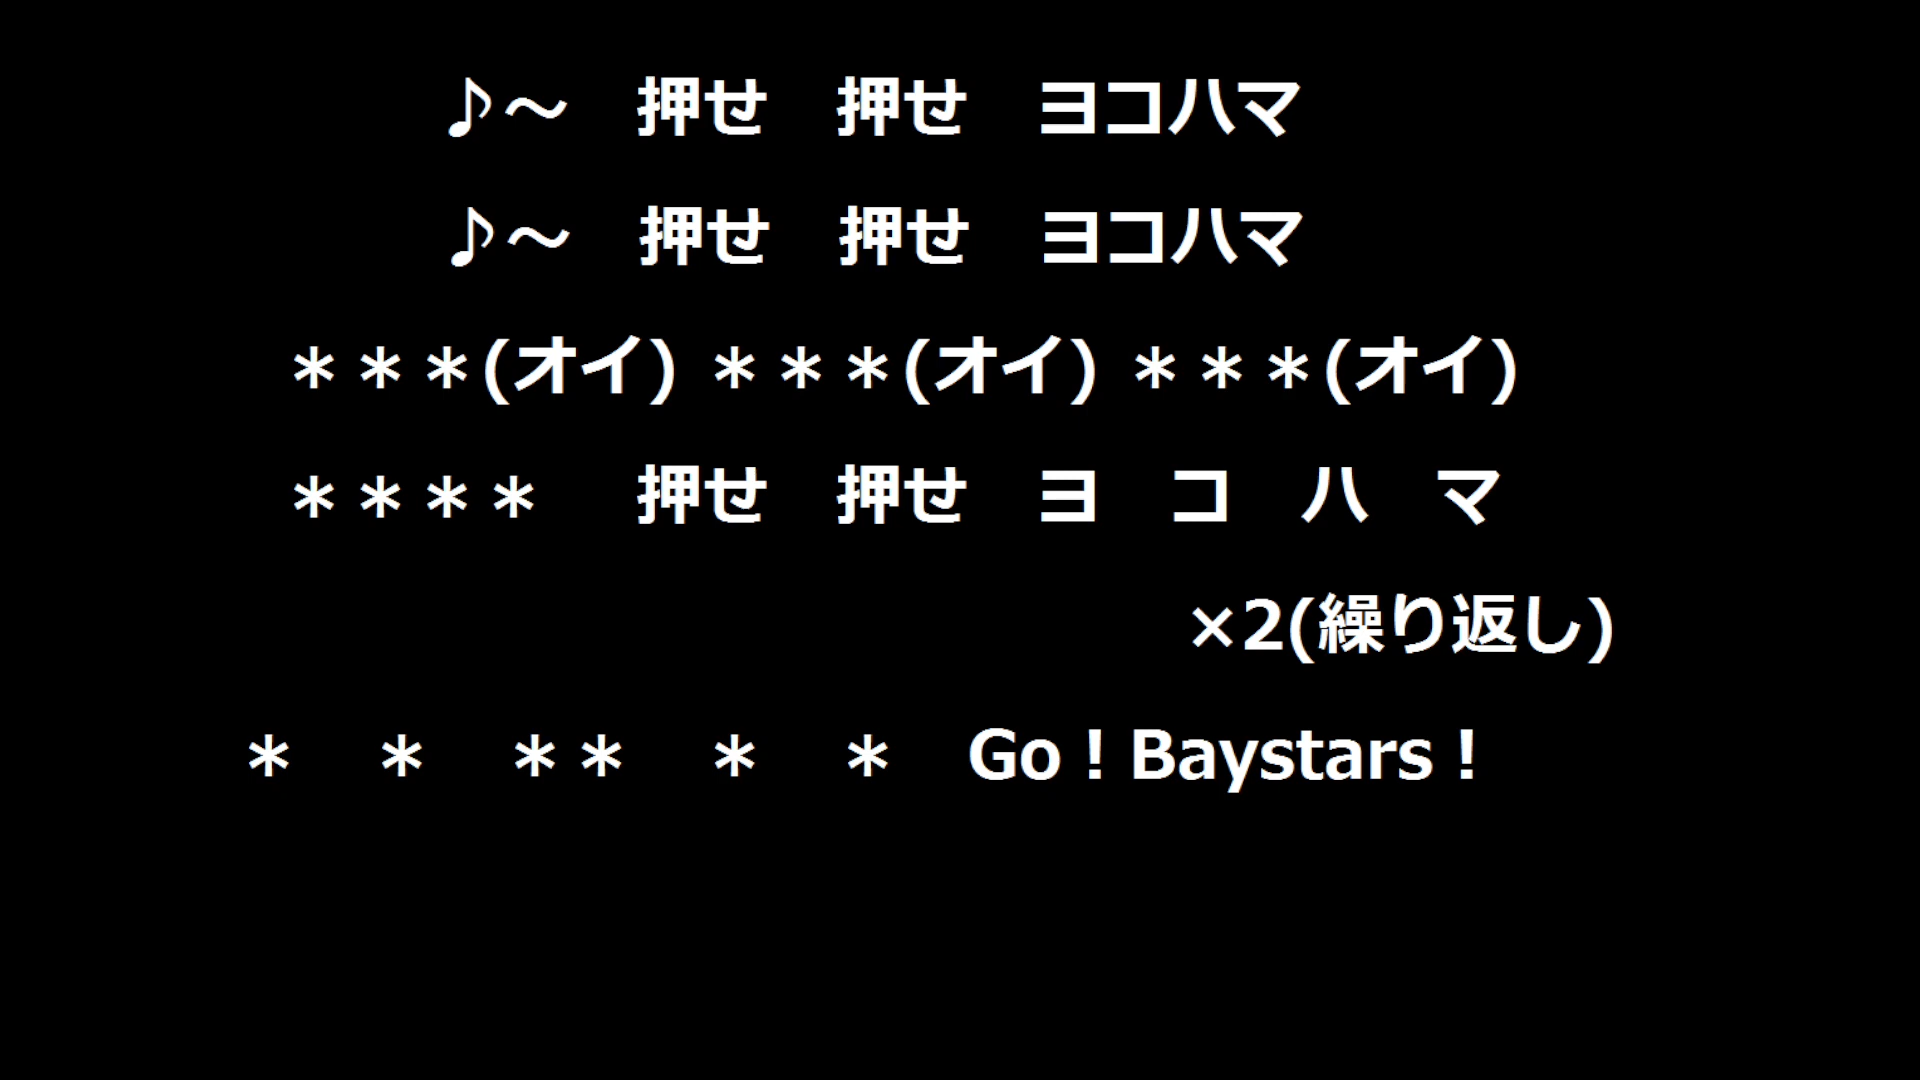 ♪～　押せ　押せ　ヨコハマ
♪～　押せ　押せ　ヨコハマ
＊＊＊(オイ) ＊＊＊(オイ) ＊＊＊(オイ)
＊＊＊＊　 押せ　押せ　ヨ　コ　ハ　マ
×2(繰り返し)
＊　＊　＊＊　＊　＊　Go！Baystars！